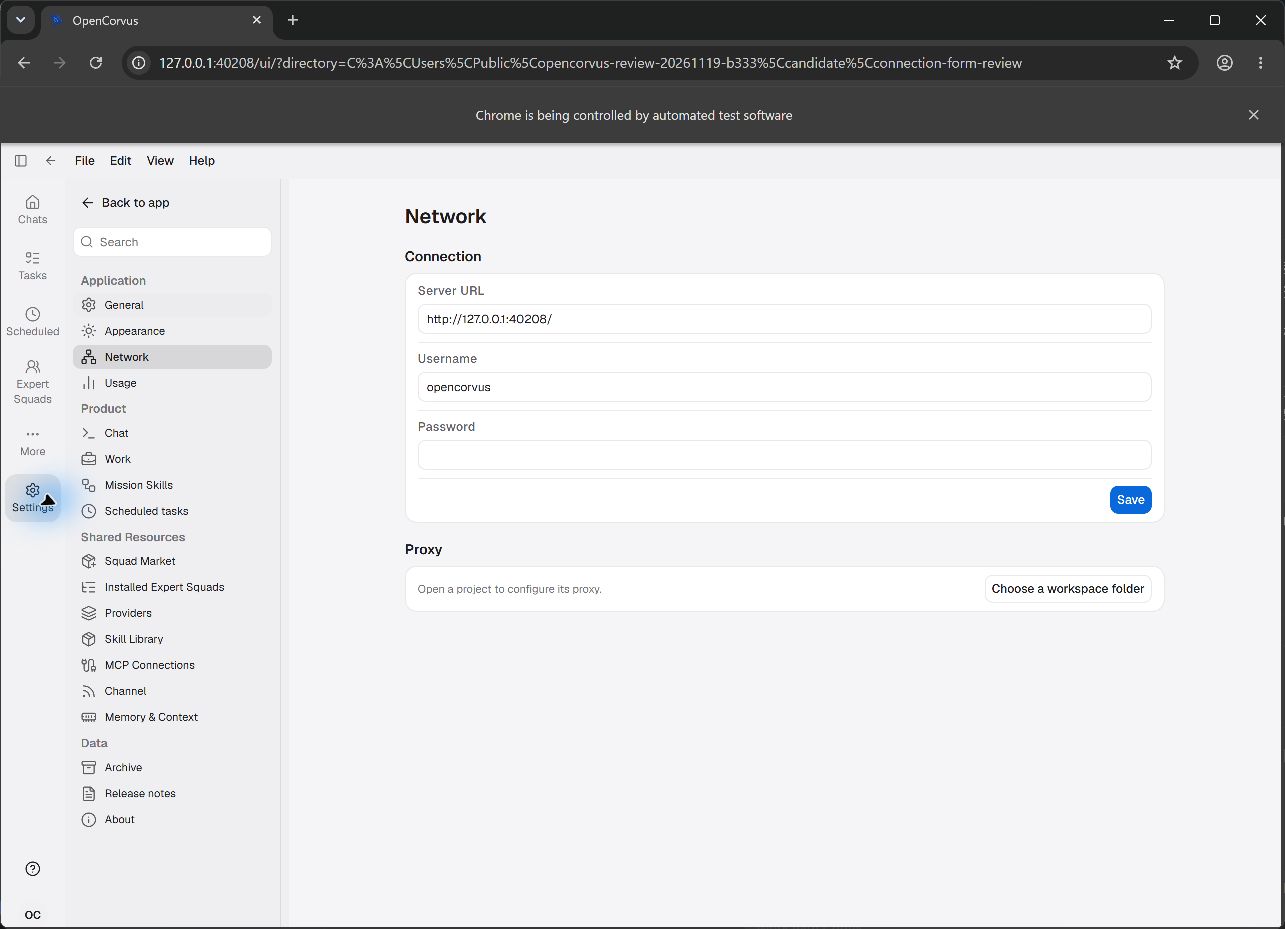 OpenCorvus
127.0.0.1:40208/ui/?directory=C%3A%5CUsers%5CPublic%5Copencorvus-review-20261119-b333%5Ccandidate%5Cconnection-form-review
Chrome is being controlled by automated test software
File Edit View Help
Chats
Tasks
Scheduled
Expert
Squads
More
Settings
OC
Back to app
Search
Application
General
Appearance
Network
Usage
Product
Chat
Work
Mission Skills
Scheduled tasks
Shared Resources
Squad Market
Installed Expert Squads
Providers
Skill Library
MCP Connections
Channel
Memory & Context
Data
Archive
Release notes
About
Network
Connection
Server URL
http://127.0.0.1:40208/
Username
opencorvus
Password
Save
Proxy
Open a project to configure its proxy.
Choose a workspace folder